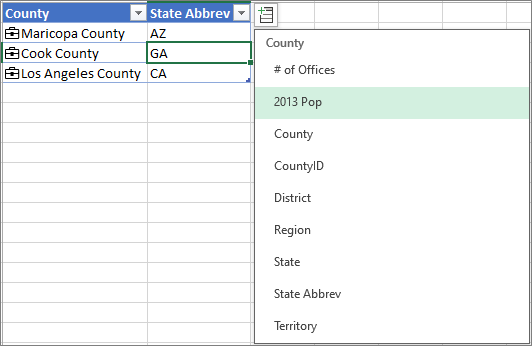 County State Abbrev
Maricopa County AZ
Cook County GA
Los Angeles County CA
County
# of Offices
2013 Pop
County
CountyID
District
Region
State
State Abbrev
Territory